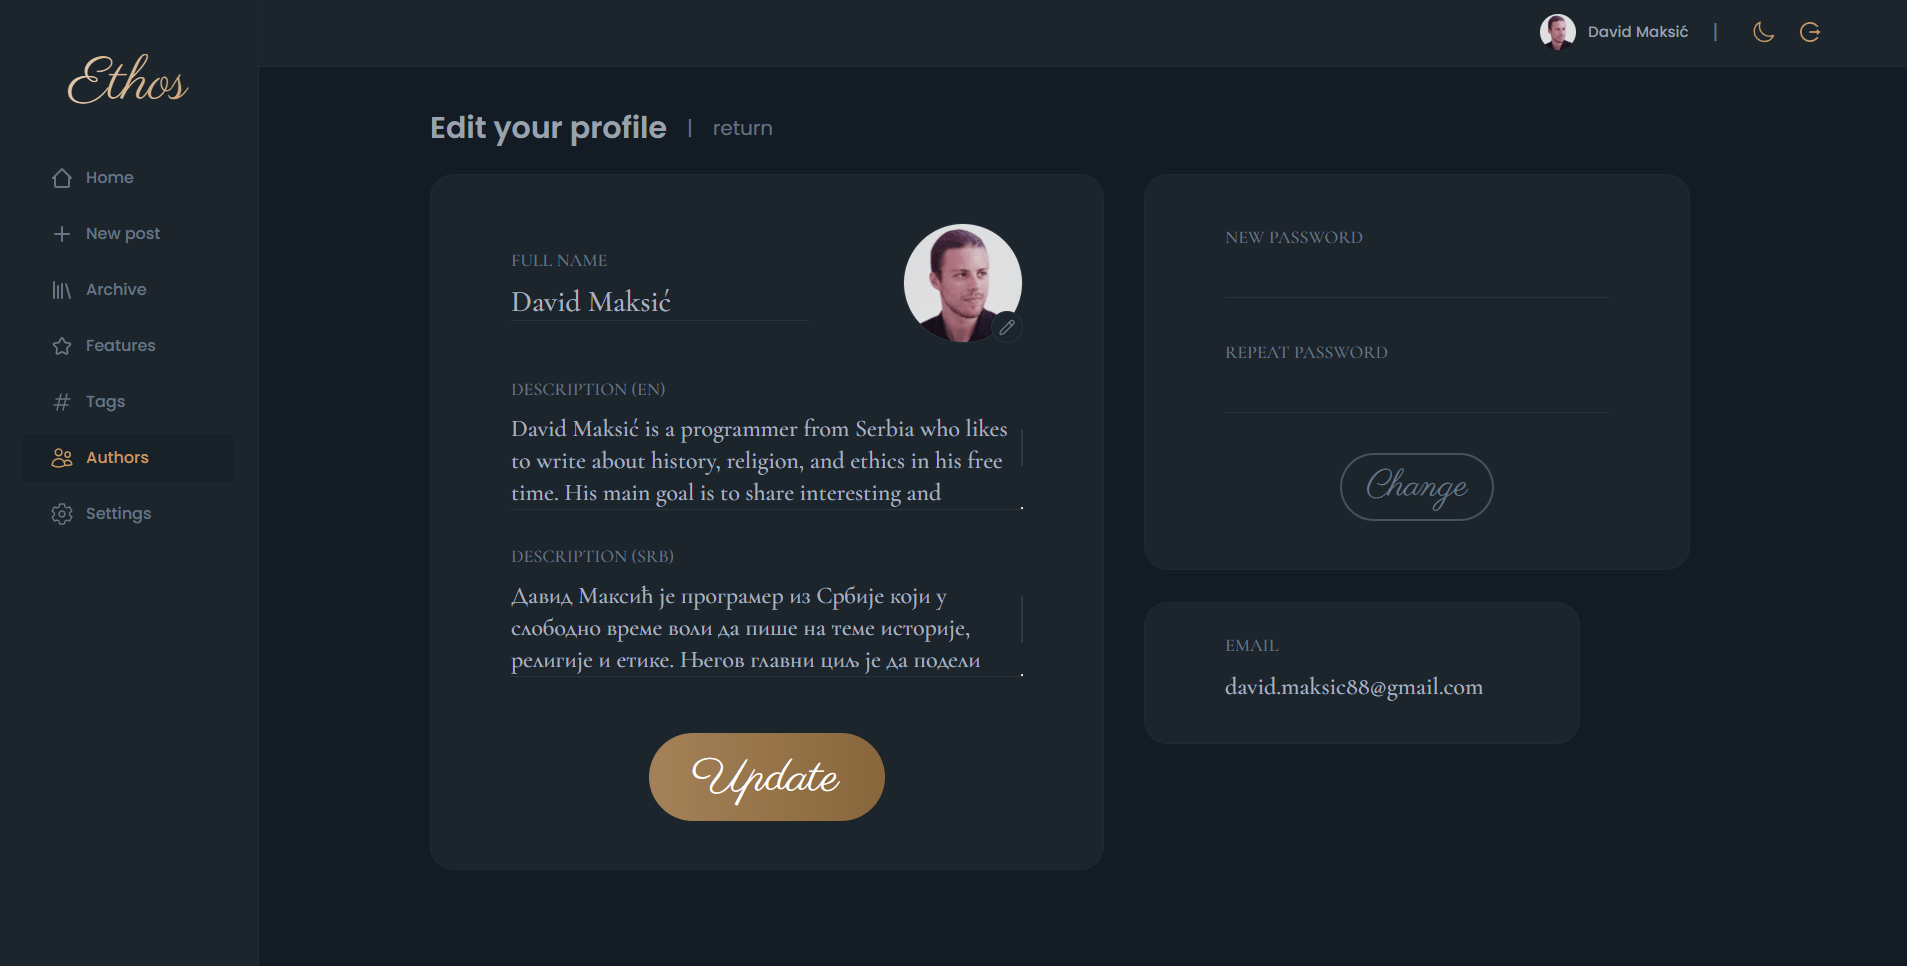 Ethos
David Maksić |
Home
New post
Archive
Features
Tags
Authors
Settings
Edit your profile | return
FULL NAME
David Maksić
DESCRIPTION (EN)
David Maksić is a programmer from Serbia who likes
to write about history, religion, and ethics in his free
time. His main goal is to share interesting and
DESCRIPTION (SRB)
Давид Максић је програмер из Србије који у
слободно време воли да пише на теме историје,
религије и етике. Његов главни циљ је да подели
Update
NEW PASSWORD
REPEAT PASSWORD
Change
EMAIL
david.maksic88@gmail.com